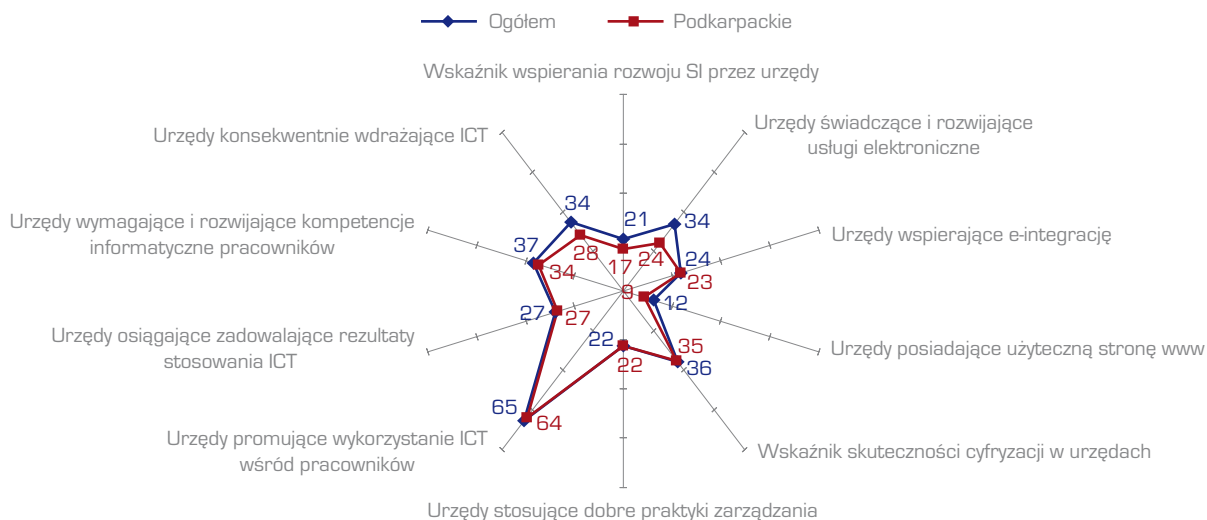 Ogółem Podkarpackie
Wskaźnik wspierania rozwoju SI przez urzędy
Urzędy świadczące i rozwijające
usługi elektroniczne
Urzędy wspierające e-integrację
Urzędy posiadające użyteczną stronę www
Wskaźnik skuteczności cyfryzacji w urzędach
Urzędy stosujące dobre praktyki zarządzania
Urzędy promujące wykorzystanie ICT
wśród pracowników
Urzędy osiągające zadowalające rezultaty
stosowania ICT
Urzędy wymagające i rozwijające kompetencje
informatyczne pracowników
Urzędy konsekwentnie wdrażające ICT
21
17
34
24
24
23
12
9
36
35
22
22
65
64
27
27
37
34
34
28